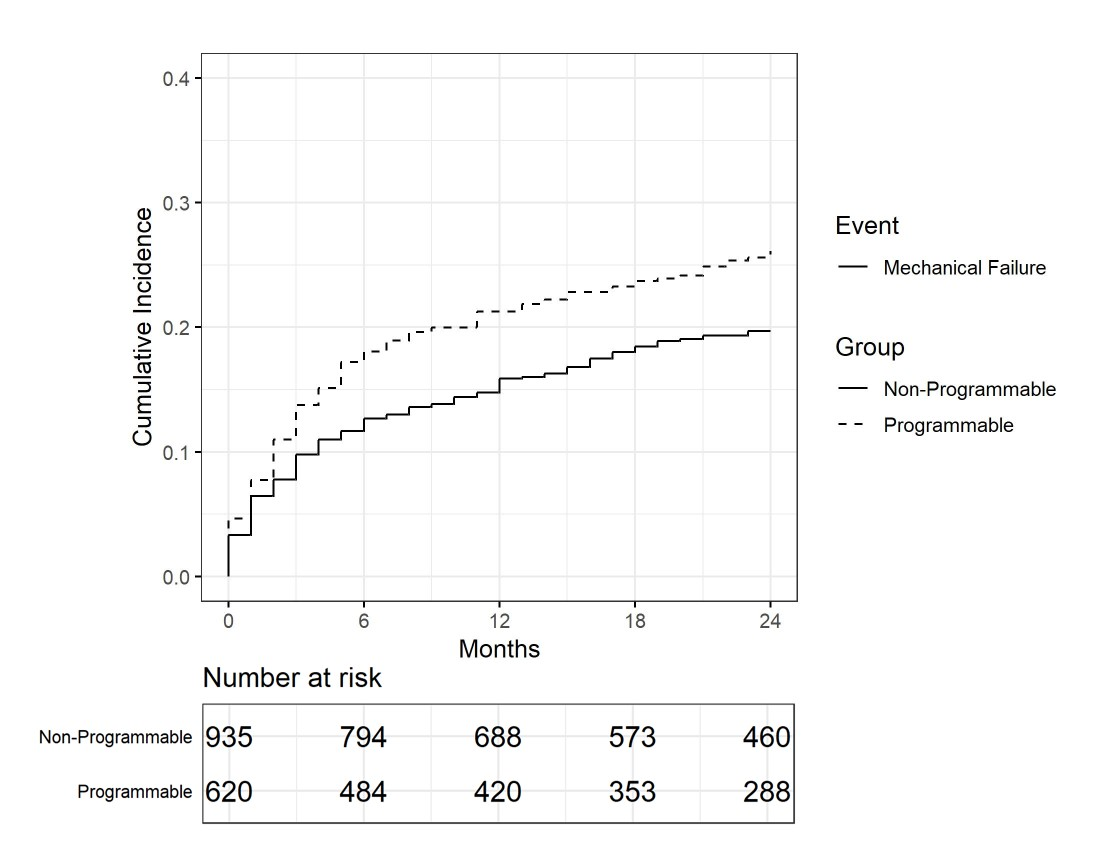 0.4
0.3
0.2
0.1
0.0
Cumulative Incidence
0 6 12 18 24
Months
Event
Mechanical Failure
Group
Non-Programmable
Programmable
Number at risk
Non-Programmable 935 794 688 573 460
Programmable 620 484 420 353 288